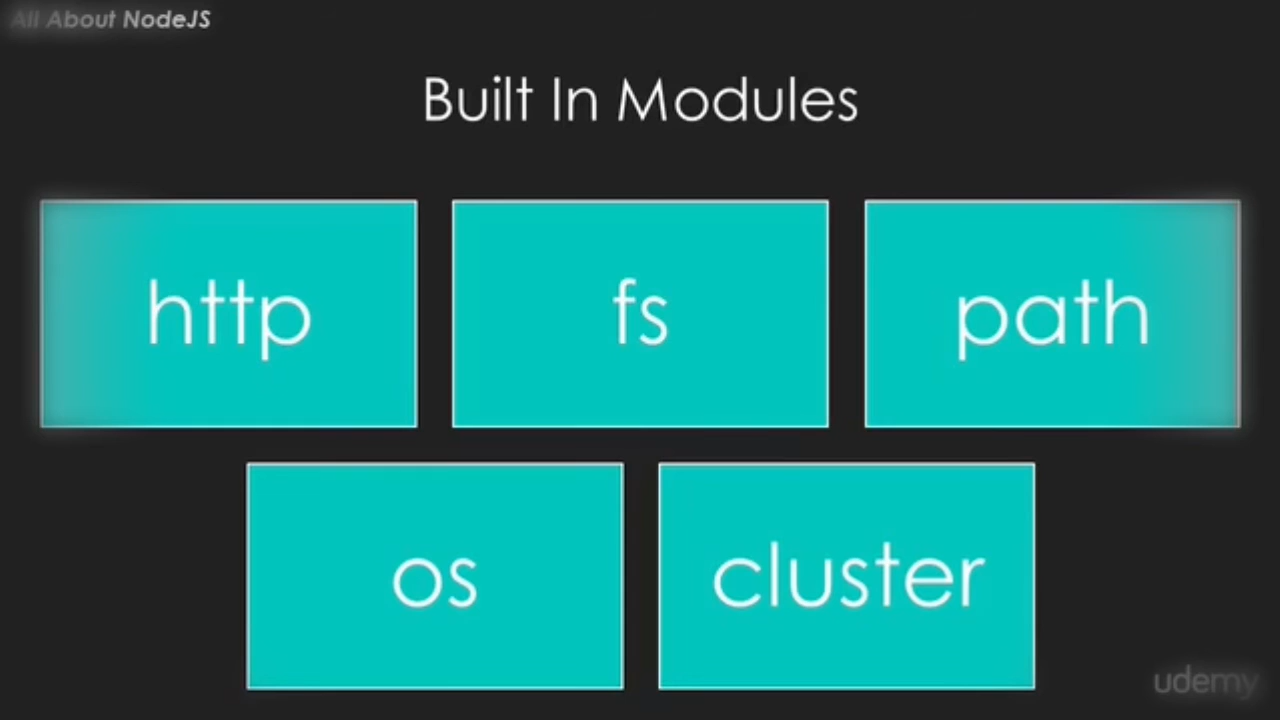 All About NodeJS
Built In Modules
http
fs
path
os
cluster
udemy